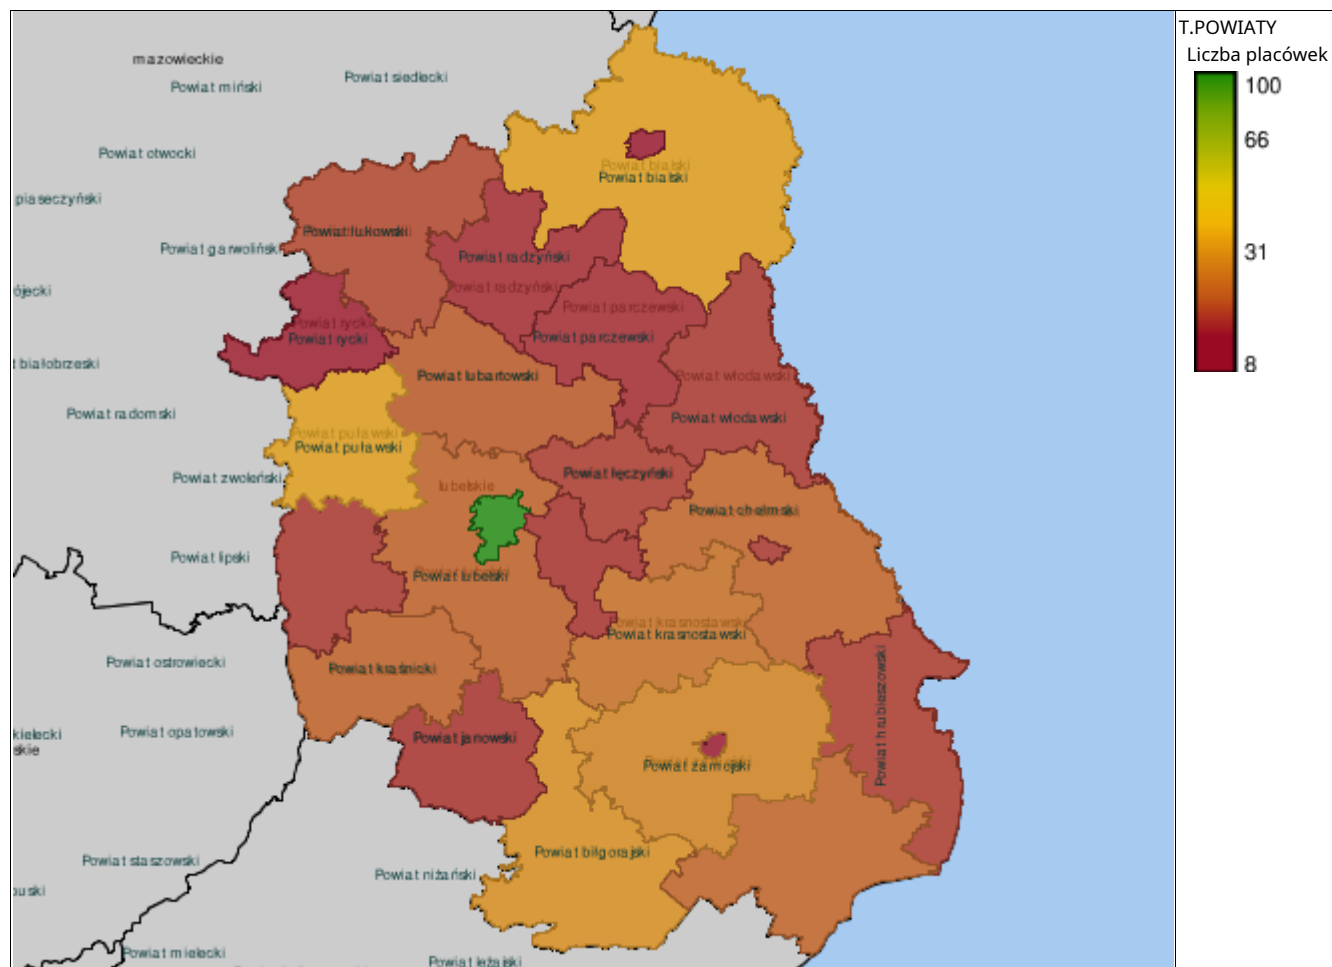 T.POWIATY
Liczba placówek
100
66
31
8
mazowieckie
Powiat siedlecki
Powiat miński
Powiat otwocki
Powiat bialski
Powiat bialski
piaseczyński
Powiat łukowski
Powiat garwoliński
Powiat radzyński
Powiat radzyński
ójecki
Powiat parczewski
Powiat rycki
Powiat rycki
Powiat parczewski
t białobrzeski
Powiat lubartowski
Powiat włodawski
Powiat radomski
Powiat włodawski
Powiat puławski
Powiat puławski
Powiat zwoleński
Powiat łęczyński
lubelskie
Powiat chełmski
Powiat lipski
Powiat lubelski
Powiat krasnostawski
Powiat krasnostawski
Powiat ostrowiecki
Powiat kraśnicki
Powiat hrubieszowski
kielecki
Powiat opatowski
Powiat janowski
skie
Powiat zamojski
Powiat biłgorajski
Powiat staszowski
Powiat niżański
uski
Powiat mielecki
Powiat leżajski